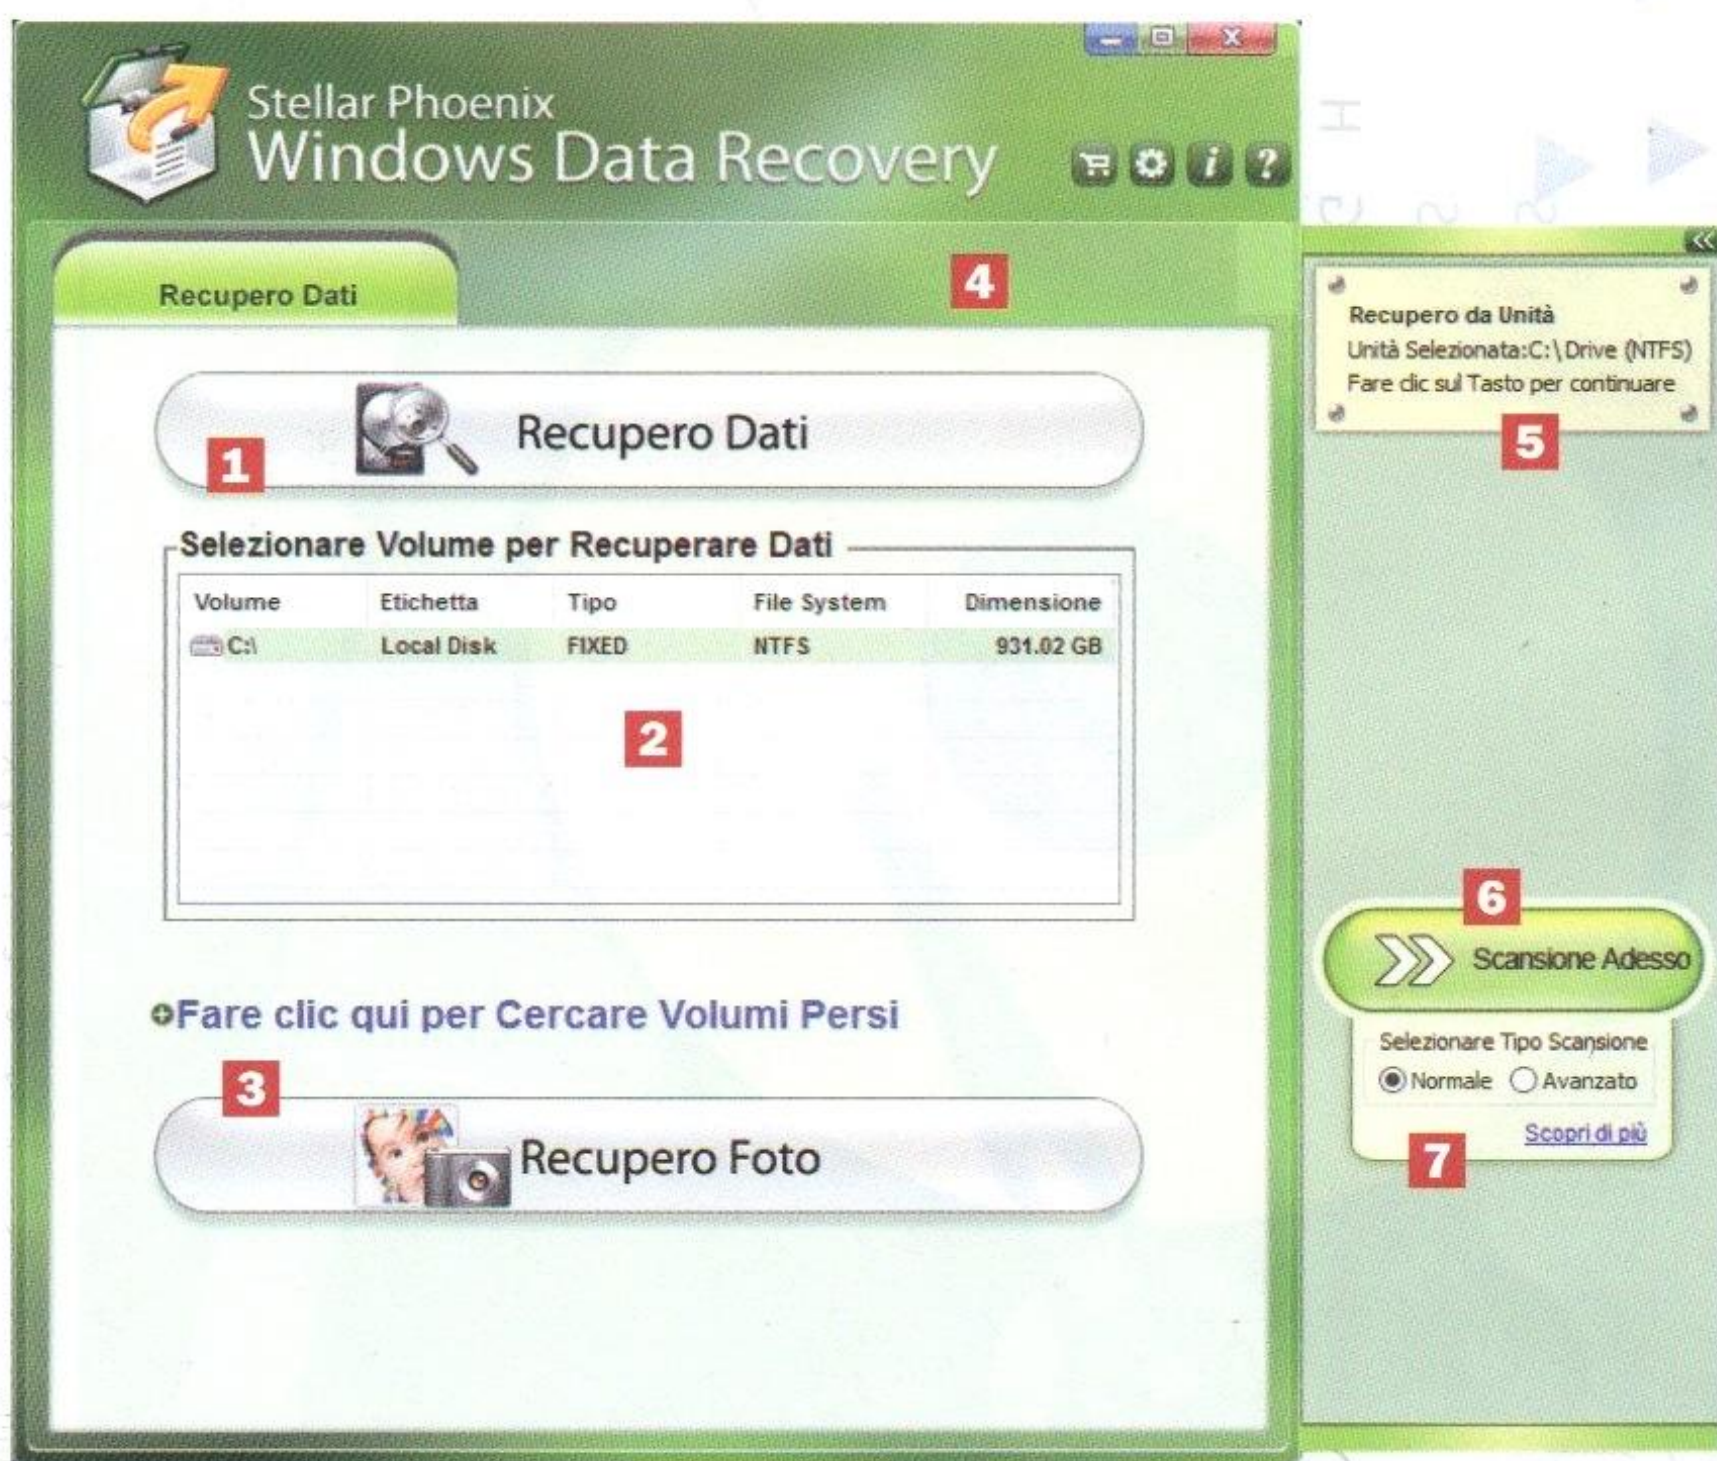 Stellar Phoenix
Windows Data Recovery
i ?
Recupero Dati
4
1
Recupero Dati
Selezionare Volume per Recuperare Dati
Volume Etichetta Tipo File System Dimensione
C:\ Local Disk FIXED NTFS 931.02 GB
2
Fare clic qui per Cercare Volumi Persi
3
Recupero Foto
Recupero da Unità
Unità Selezionata:C:\Drive (NTFS)
Fare clic sul Tasto per continuare
5
6
Scansione Adesso
Selezionare Tipo Scansione
Normale Avanzato
Scopri di più
7